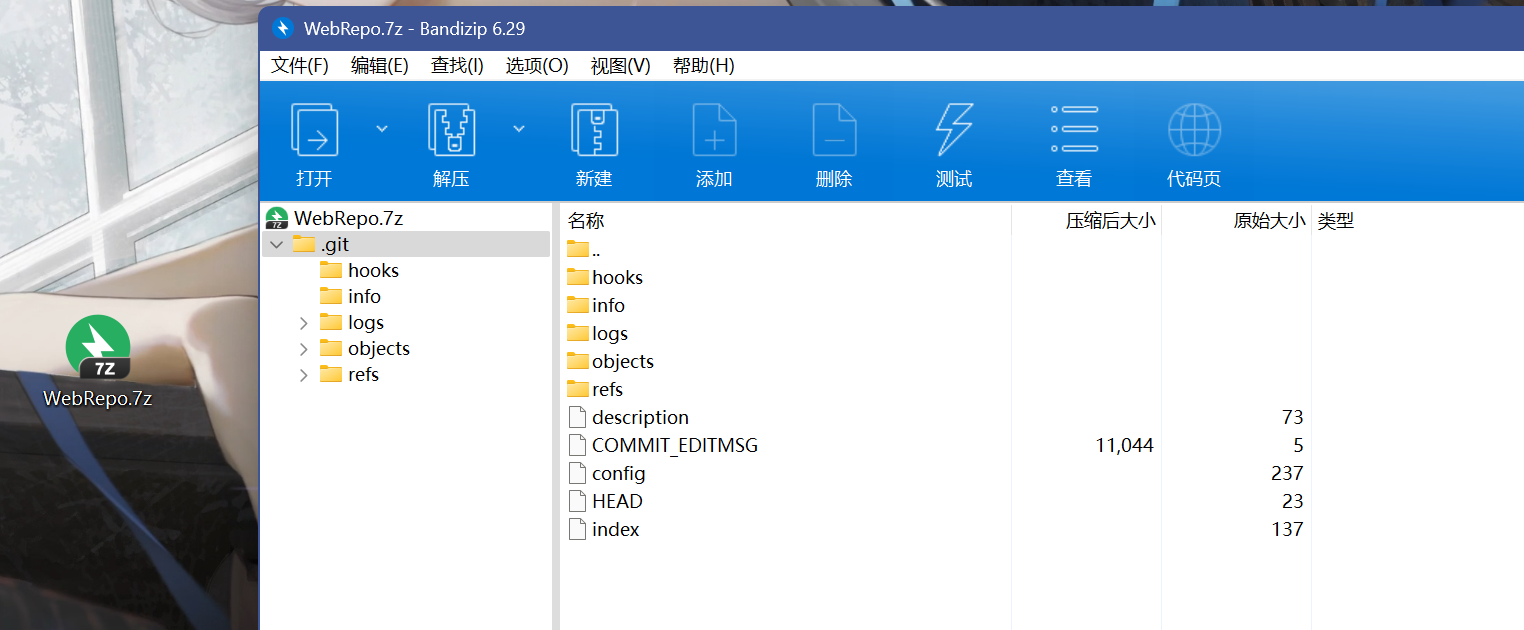 WebRepo.7z - Bandizip 6.29
文件(F) 编辑(E) 查找(I) 选项(O) 视图(V) 帮助(H)
打开 解压 新建 添加 删除 测试 查看 代码页
WebRepo.7z
.git
hooks
info
logs
objects
refs
名称 压缩后大小 原始大小 类型
..
hooks
info
logs
objects
refs
description 73
COMMIT_EDITMSG 11,044 5
config 237
HEAD 23
index 137
7Z
WebRepo.7z